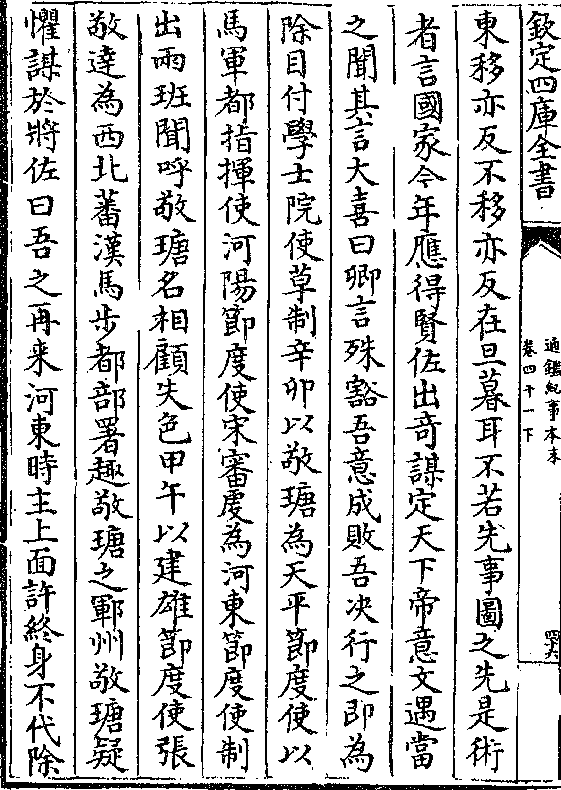 欽定四庫全書
通鑑紀事本末
卷四十一下
東移亦反不移亦反在旦暮耳不若先事圖之先是術
者言國家今年應得賢佐出奇謀定天下帝意文遇當
之聞其言大喜曰卿言殊豁吾意成敗吾決行之即為
除目付學士院使草制辛卯以敬瑭為天平節度使以
馬軍都指揮使河陽節度使宋審虔為河東節度使制
出兩班聞呼敬瑭名相顧失色甲午以建雄節度使張
敬達為西北蕃漢馬步都部署趣敬瑭之鄆州敬瑭疑
懼謀於將佐曰吾之再来河東時主上面許終身不代除